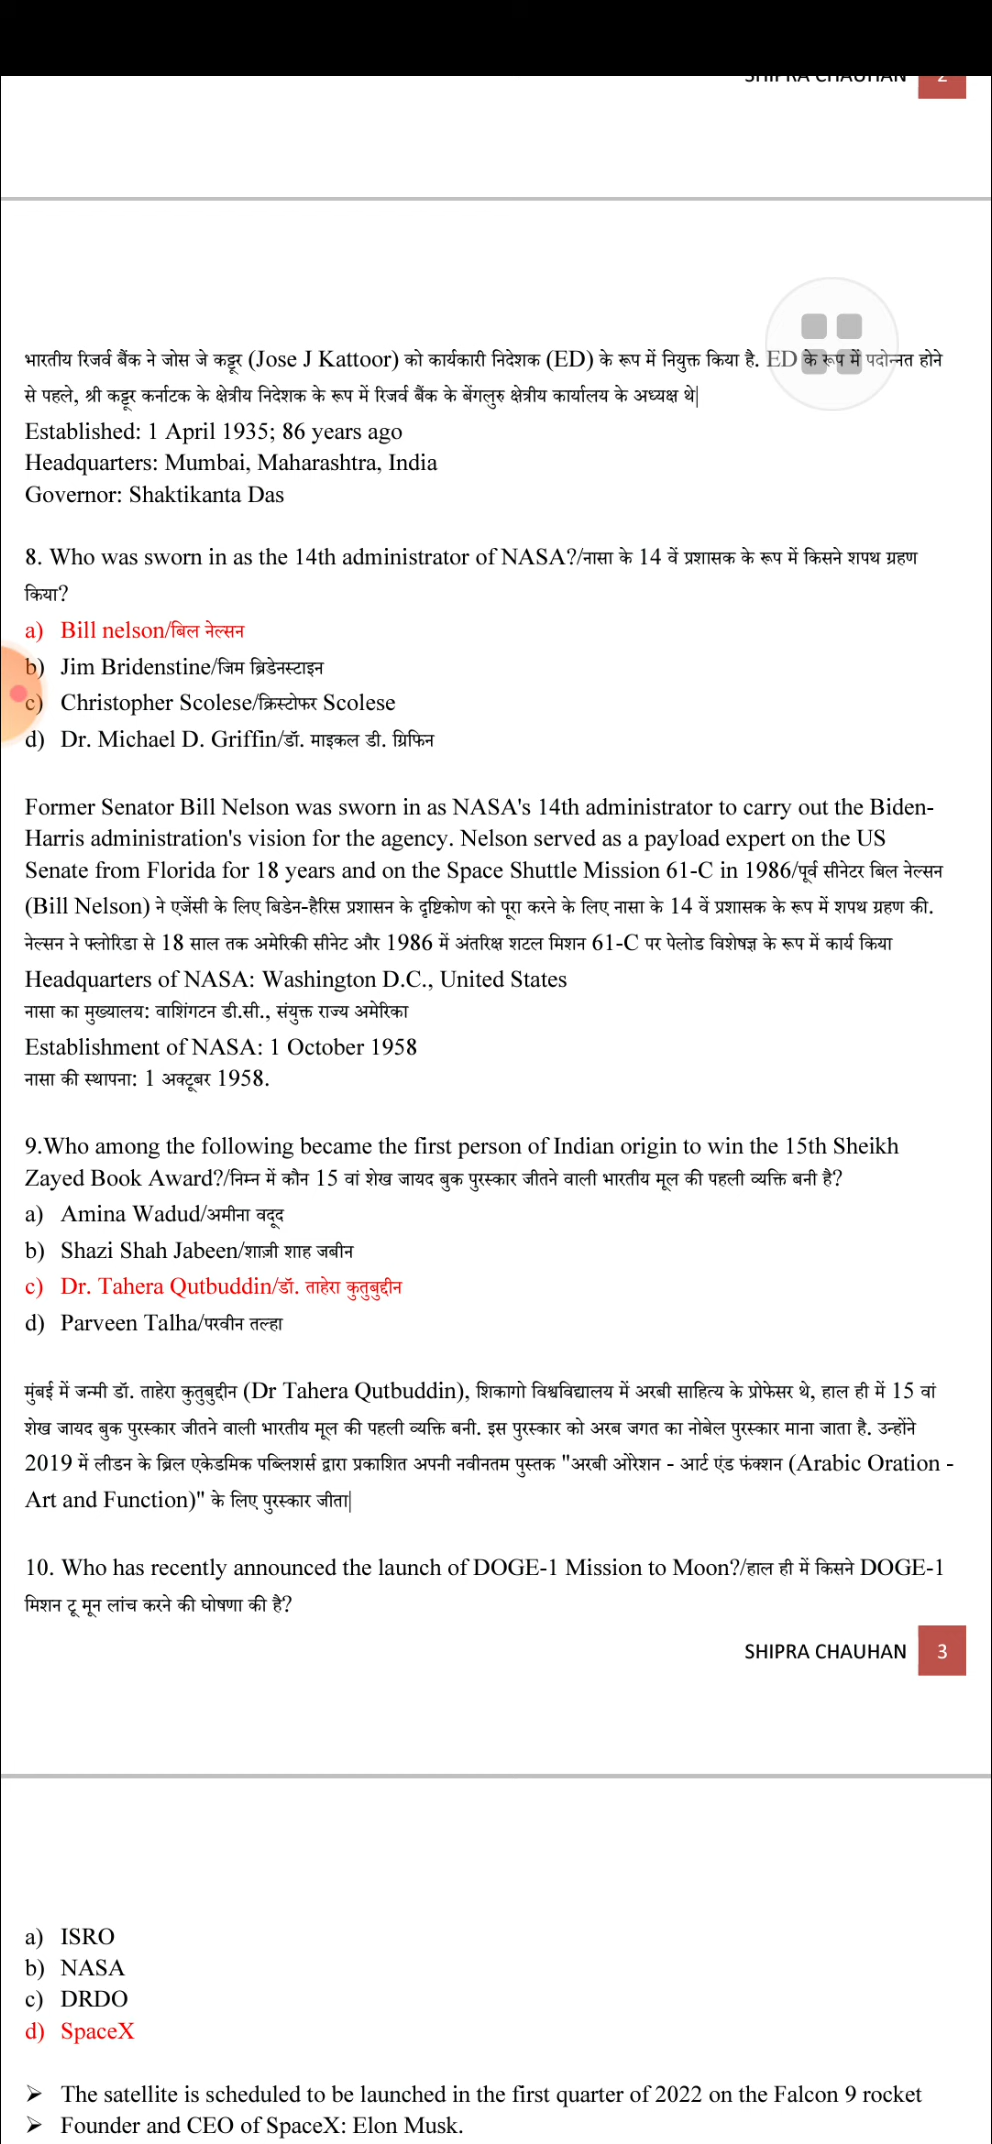 SHIPRA CHAUHAN 2
भारतीय रिजर्व बैंक ने जोस जे कट्टूर (Jose J Kattoor) को कार्यकारी निदेशक (ED) के रूप में नियुक्त किया है. ED के रूप में पदोन्नत होने
से पहले, श्री कट्टूर कर्नाटक के क्षेत्रीय निदेशक के रूप में रिजर्व बैंक के बेंगलुरु क्षेत्रीय कार्यालय के अध्यक्ष थे|
Established: 1 April 1935; 86 years ago
Headquarters: Mumbai, Maharashtra, India
Governor: Shaktikanta Das
8. Who was sworn in as the 14th administrator of NASA?/नासा के 14 वें प्रशासक के रूप में किसने शपथ ग्रहण
किया?
a) Bill nelson/बिल नेल्सन
b) Jim Bridenstine/जिम ब्रिडेनस्टाइन
c) Christopher Scolese/क्रिस्टोफर Scolese
d) Dr. Michael D. Griffin/डॉ. माइकल डी. ग्रिफिन
Former Senator Bill Nelson was sworn in as NASA's 14th administrator to carry out the Biden-
Harris administration's vision for the agency. Nelson served as a payload expert on the US
Senate from Florida for 18 years and on the Space Shuttle Mission 61-C in 1986/पूर्व सीनेटर बिल नेल्सन
(Bill Nelson) ने एजेंसी के लिए बिडेन-हैरिस प्रशासन के दृष्टिकोण को पूरा करने के लिए नासा के 14 वें प्रशासक के रूप में शपथ ग्रहण की.
नेल्सन ने फ्लोरिडा से 18 साल तक अमेरिकी सीनेट और 1986 में अंतरिक्ष शटल मिशन 61-C पर पेलोड विशेषज्ञ के रूप में कार्य किया
Headquarters of NASA: Washington D.C., United States
नासा का मुख्यालय: वाशिंगटन डी.सी., संयुक्त राज्य अमेरिका
Establishment of NASA: 1 October 1958
नासा की स्थापना: 1 अक्टूबर 1958.
9.Who among the following became the first person of Indian origin to win the 15th Sheikh
Zayed Book Award?/निम्न में कौन 15 वां शेख जायद बुक पुरस्कार जीतने वाली भारतीय मूल की पहली व्यक्ति बनी है?
a) Amina Wadud/अमीना वदूद
b) Shazi Shah Jabeen/शाज़ी शाह जबीन
c) Dr. Tahera Qutbuddin/डॉ. ताहेरा कुतुबुद्दीन
d) Parveen Talha/परवीन तल्हा
मुंबई में जन्मी डॉ. ताहेरा कुतुबुद्दीन (Dr Tahera Qutbuddin), शिकागो विश्वविद्यालय में अरबी साहित्य के प्रोफेसर थे, हाल ही में 15 वां
शेख जायद बुक पुरस्कार जीतने वाली भारतीय मूल की पहली व्यक्ति बनी. इस पुरस्कार को अरब जगत का नोबेल पुरस्कार माना जाता है. उन्होंने
2019 में लीडन के ब्रिल एकेडमिक पब्लिशर्स द्वारा प्रकाशित अपनी नवीनतम पुस्तक "अरबी ओरेशन - आर्ट एंड फंक्शन (Arabic Oration -
Art and Function)" के लिए पुरस्कार जीता|
10. Who has recently announced the launch of DOGE-1 Mission to Moon?/हाल ही में किसने DOGE-1
मिशन टू मून लांच करने की घोषणा की है?
SHIPRA CHAUHAN 3
a) ISRO
b) NASA
c) DRDO
d) SpaceX
➢ The satellite is scheduled to be launched in the first quarter of 2022 on the Falcon 9 rocket
➢ Founder and CEO of SpaceX: Elon Musk.